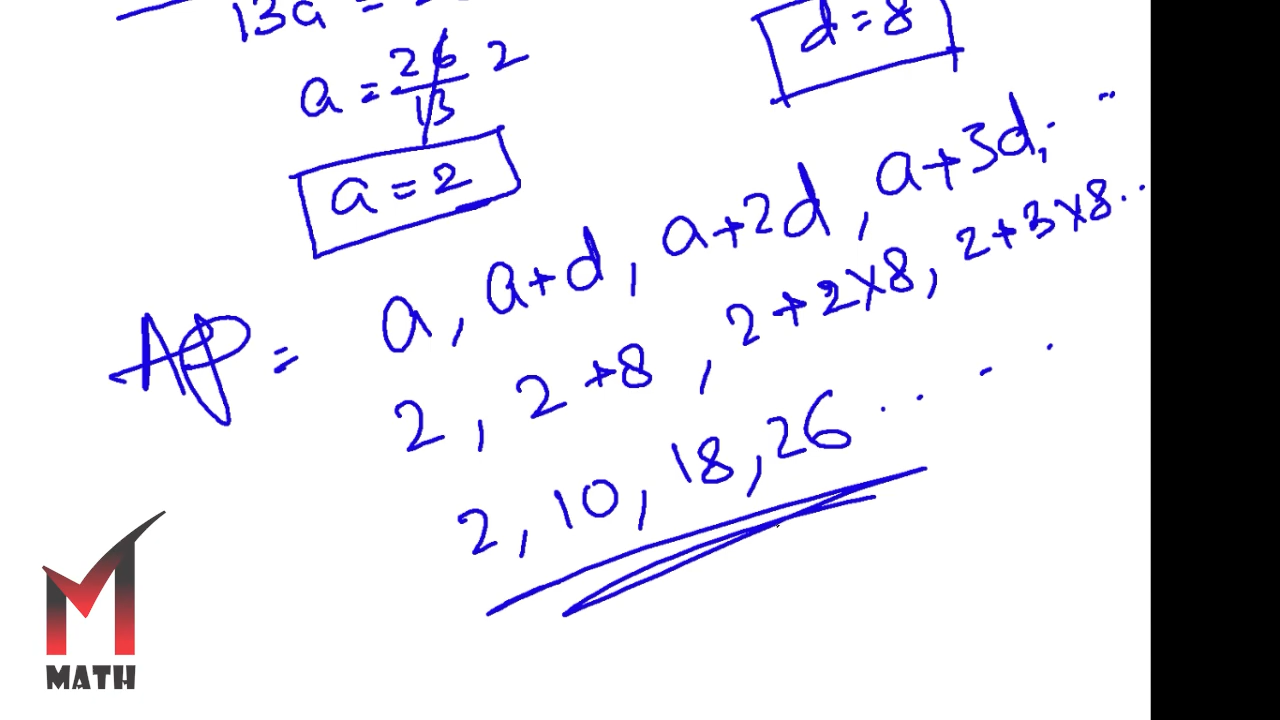 13a =
d = 8
a = 26/13 2
a = 2
AP = a, a+d, a+2d, a+3d, ...
2, 2+8, 2+2×8, 2+3×8...
2, 10, 18, 26 ....
MATH